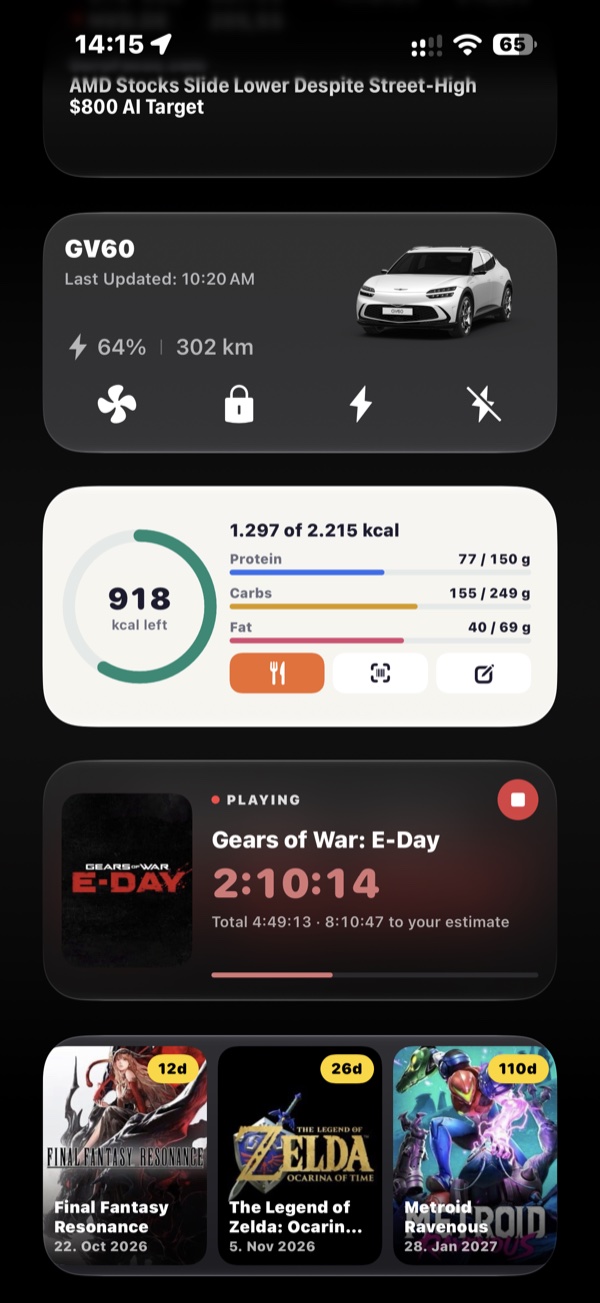 14:15
65
AMD Stocks Slide Lower Despite Street-High
$800 AI Target
GV60
Last Updated: 10:20 AM
64% | 302 km
918
kcal left
1.297 of 2.215 kcal
Protein 77 / 150 g
Carbs 155 / 249 g
Fat 40 / 69 g
PLAYING
Gears of War: E-Day
2:10:14
Total 4:49:13 · 8:10:47 to your estimate
GEARS OF WAR
E-DAY
12d
FINAL FANTASY RESONANCE
Final Fantasy
Resonance
22. Oct 2026
26d
THE LEGEND OF
ZELDA
OCARINA OF TIME
The Legend of
Zelda: Ocarin...
5. Nov 2026
110d
METROID
Metroid
Ravenous
28. Jan 2027